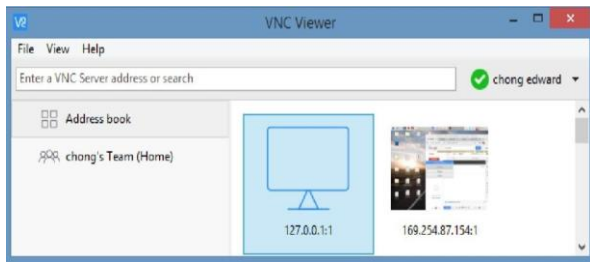 VNC Viewer
File View Help
Enter a VNC Server address or search
chong edward
Address book
chong's Team (Home)
127.0.0.1:1
169.254.87.154:1